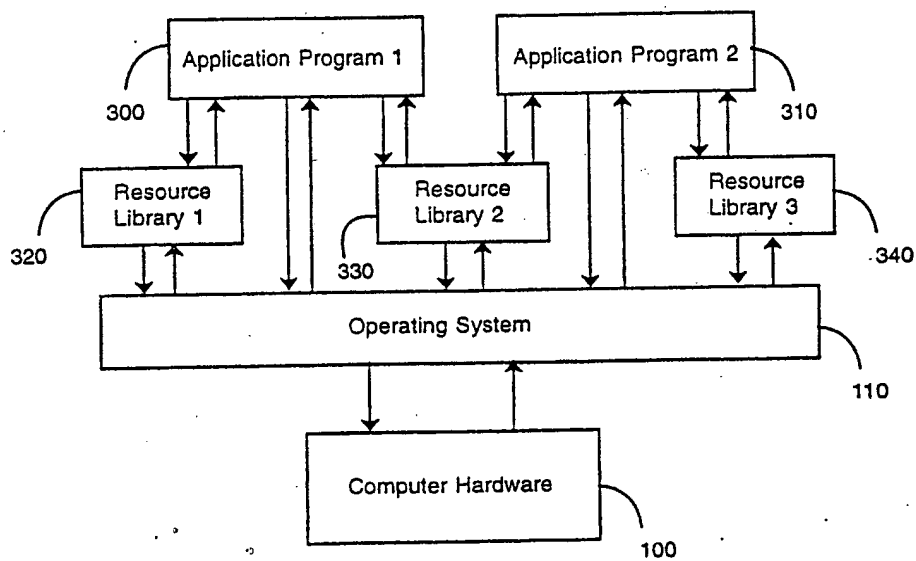 Application Program 1
Application Program 2
300
310
Resource
Library 1
Resource
Library 2
Resource
Library 3
320
330
340
Operating System
110
Computer Hardware
100